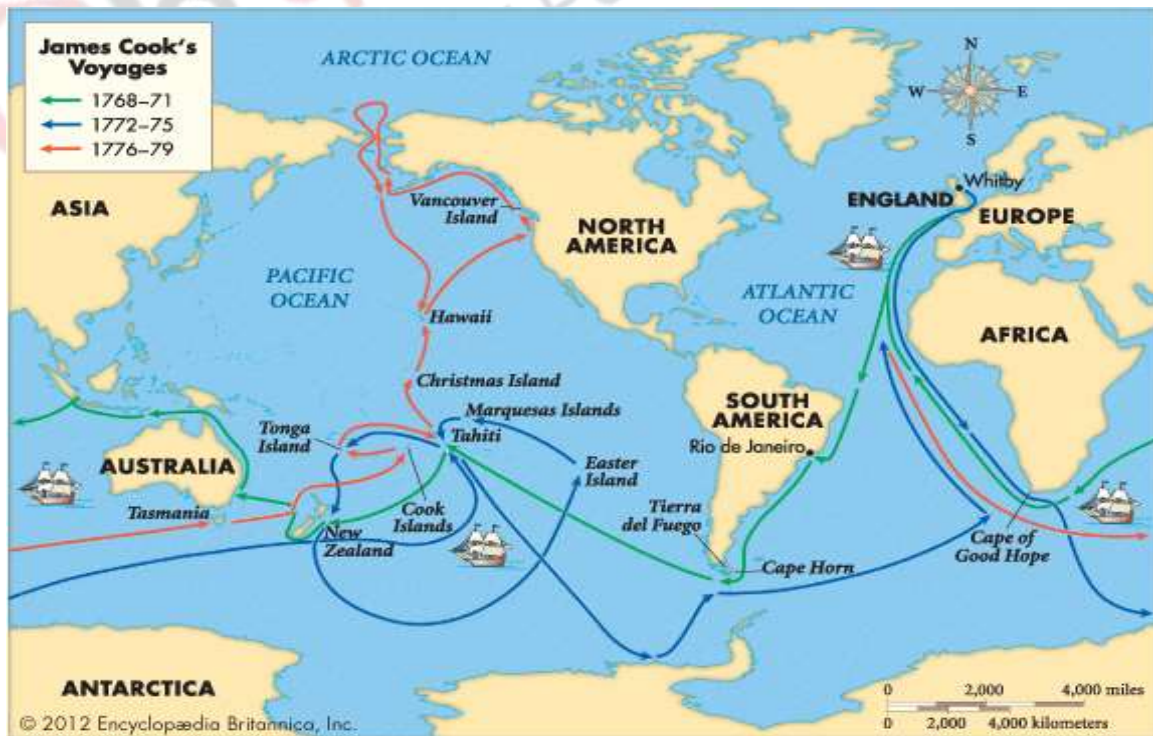 James Cook's
Voyages
1768–71
1772–75
1776–79
ARCTIC OCEAN
N
W
E
S
ASIA
Vancouver
Island
NORTH
AMERICA
ENGLAND
Whitby
EUROPE
PACIFIC
OCEAN
ATLANTIC
OCEAN
Hawaii
AFRICA
Christmas Island
Marquesas Islands
SOUTH
AMERICA
Tonga
Island
Tahiti
Rio de Janeiro
AUSTRALIA
Easter
Island
Tasmania
Cook
Islands
Tierra
del Fuego
New
Zealand
Cape Horn
Cape of
Good Hope
ANTARCTICA
0 2,000 4,000 miles
0 2,000 4,000 kilometers
© 2012 Encyclopædia Britannica, Inc.